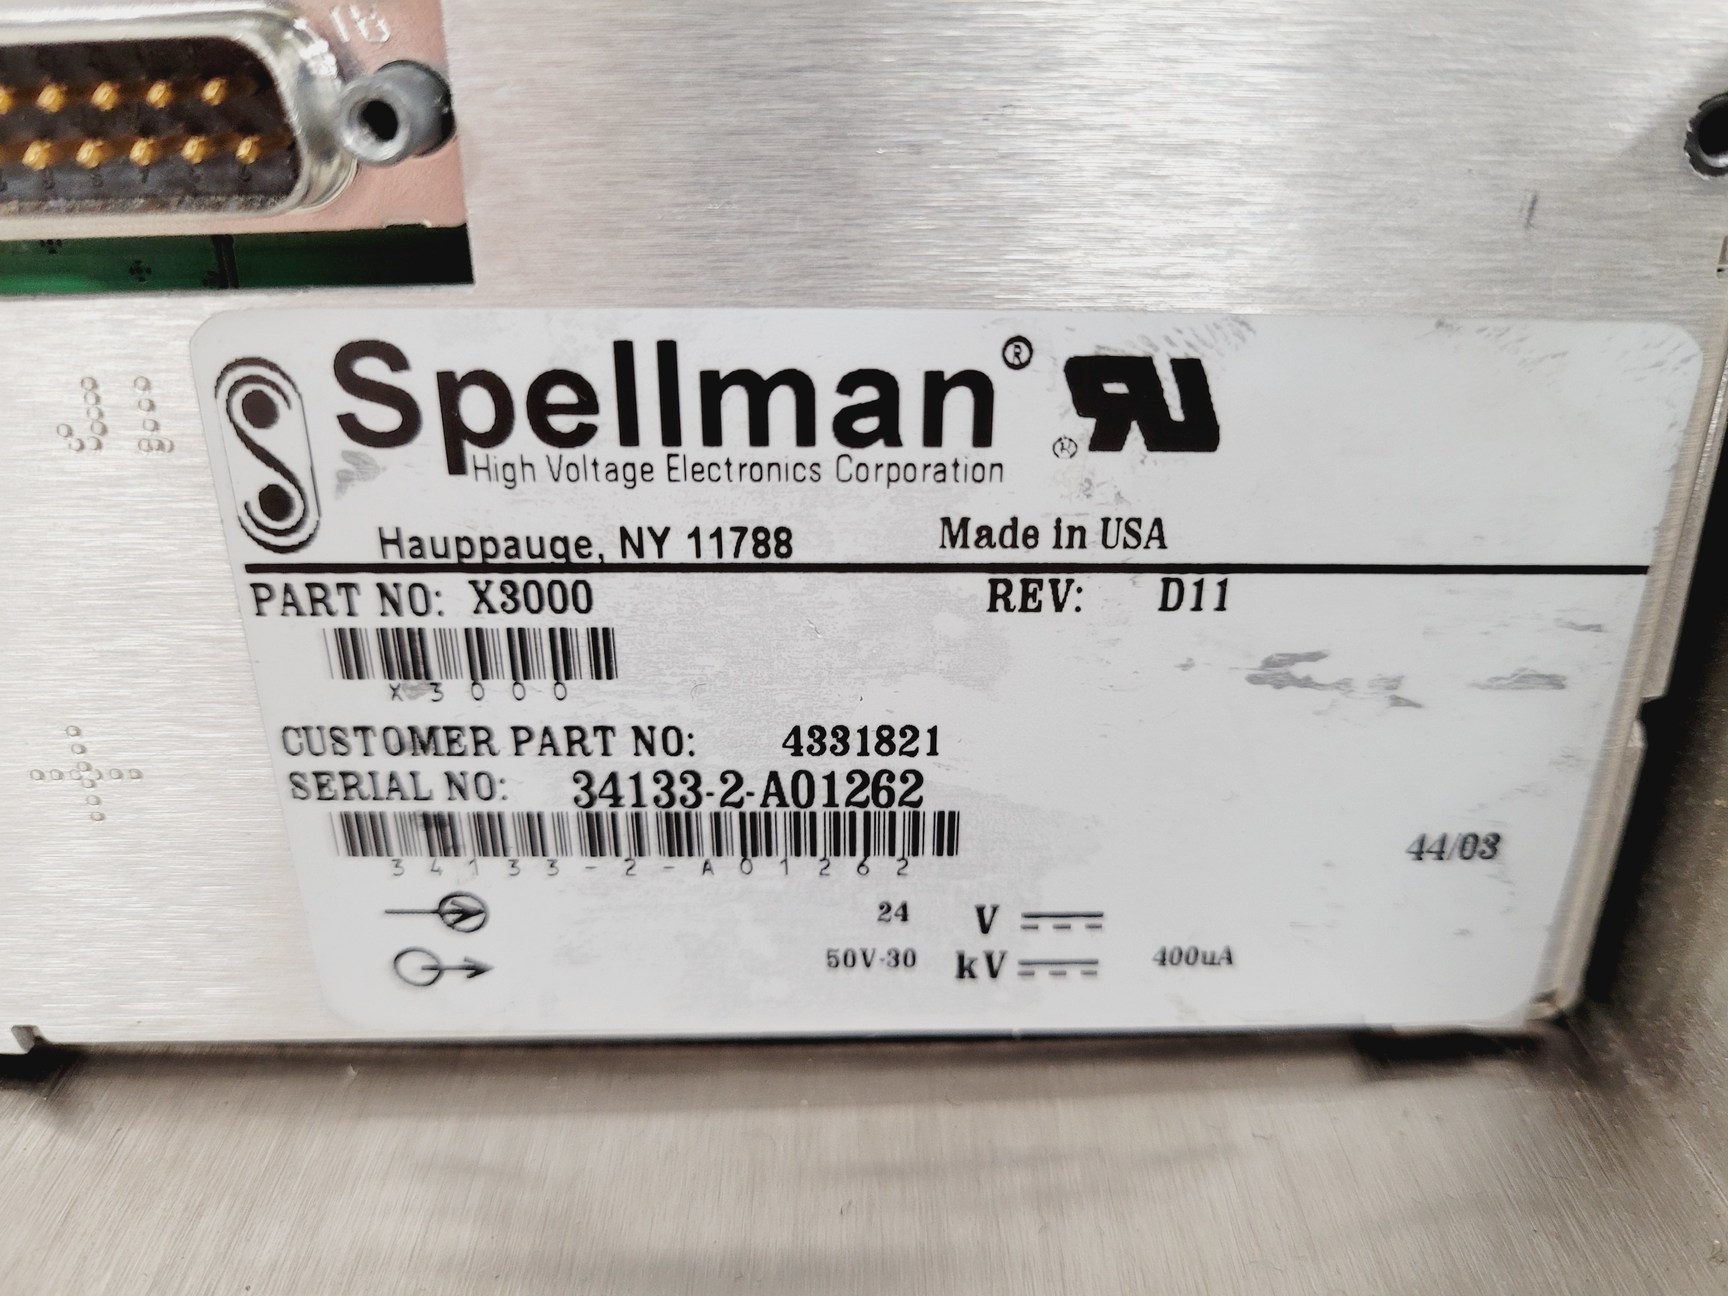 Spellman®
High Voltage Electronics Corporation
Hauppauge, NY 11788 Made in USA
PART NO: X3000 REV: D11
X3000
CUSTOMER PART NO: 4331821
SERIAL NO: 34133-2-A01262
34133-2-A01262
44/03
24 V
50V-30 kV 400uA